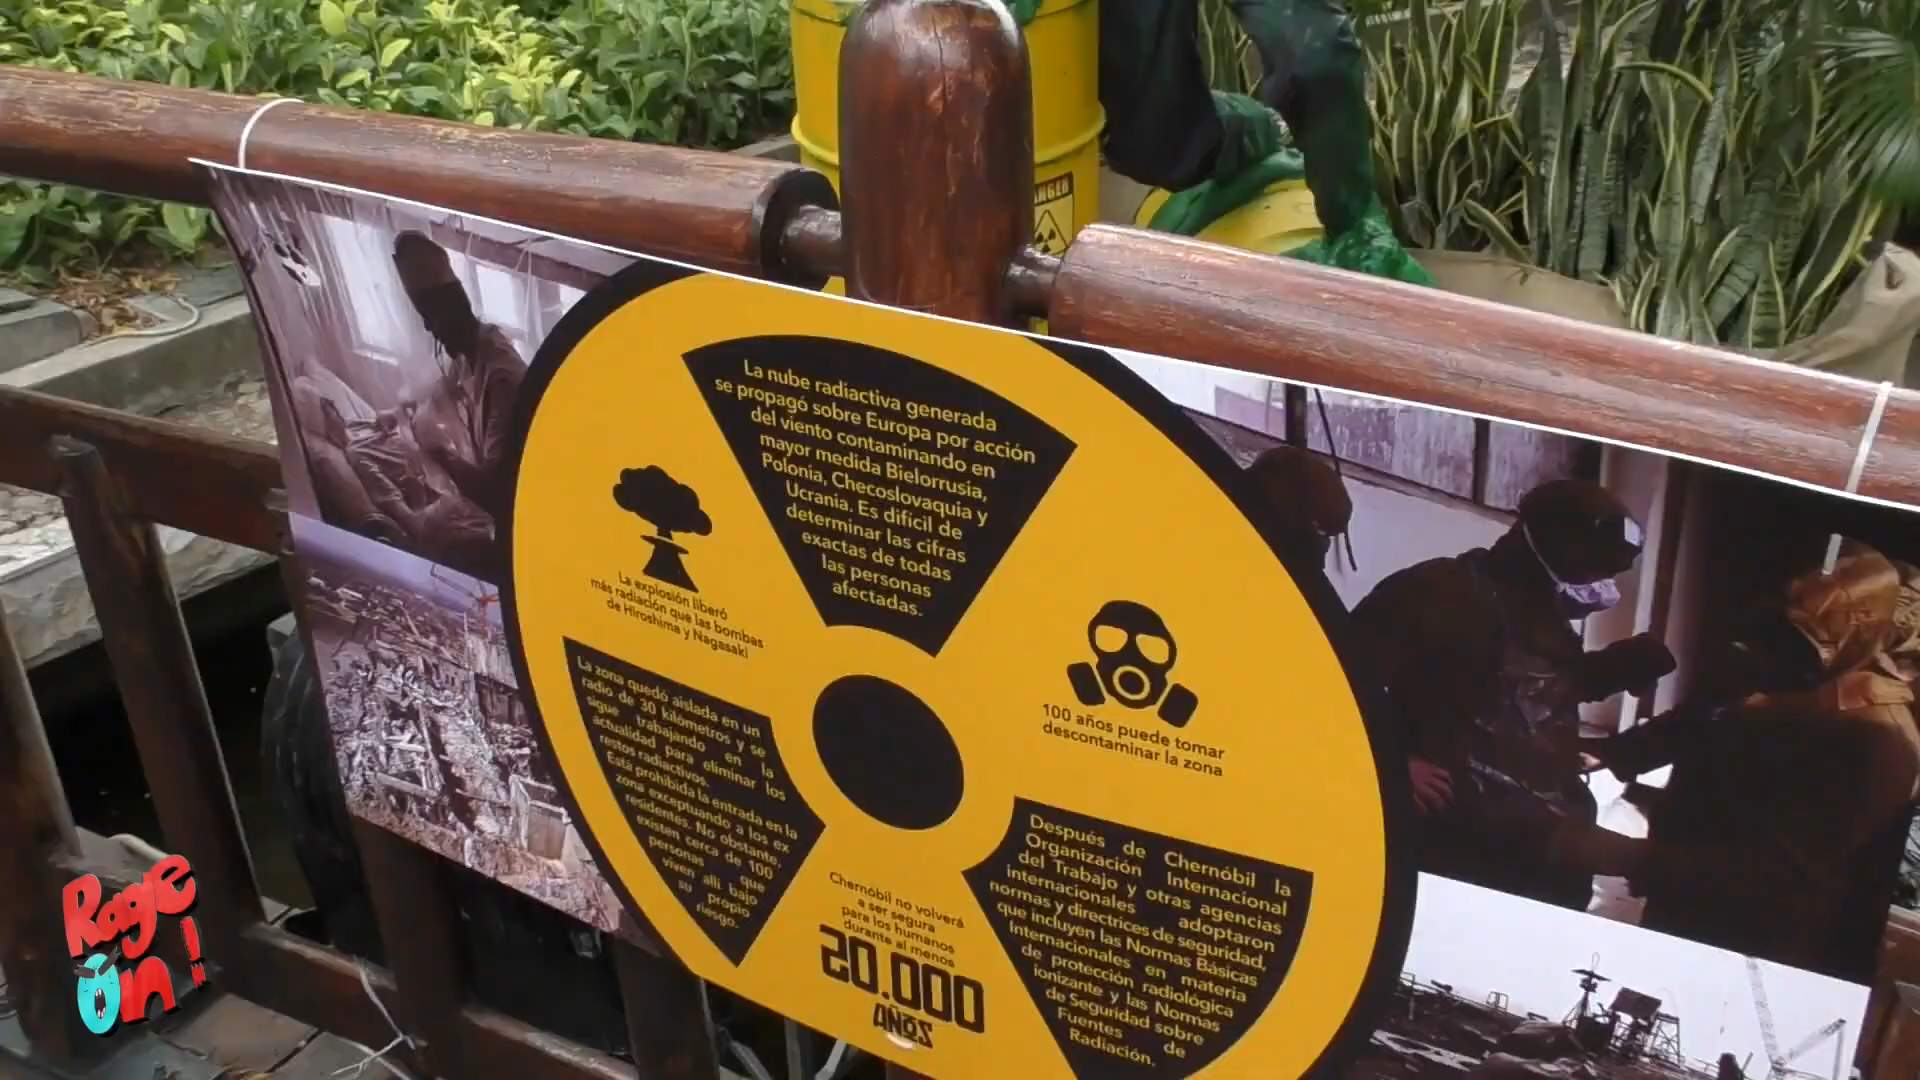 ANGER
La nube radiactiva generada
se propagó sobre Europa por acción
del viento contaminando en
mayor medida Bielorrusia,
Polonia, Checoslovaquia y
Ucrania. Es difícil de
determinar las cifras
exactas de todas
las personas
afectadas.
La explosión liberó
más radiación que las bombas
de Hiroshima y Nagasaki
100 años puede tomar
descontaminar la zona
La zona quedó aislada en un
radio de 30 kilómetros y se
sigue trabajando en la
actualidad para eliminar los
restos radiactivos.
Está prohibida la entrada en la
zona exceptuando a los ex
residentes. No obstante,
existen cerca de 100
personas que
viven allí bajo
su propio
riesgo.
Chernóbil no volverá
a ser segura
para los humanos
durante al menos
20.000
AÑOS
Después de Chernóbil la
Organización Internacional
del Trabajo y otras agencias
internacionales adoptaron
normas y directrices de seguridad,
que incluyen las Normas Básicas
Internacionales en materia
de protección radiológica
ionizante y las Normas
de Seguridad sobre
Fuentes de
Radiación.
Rage
On!